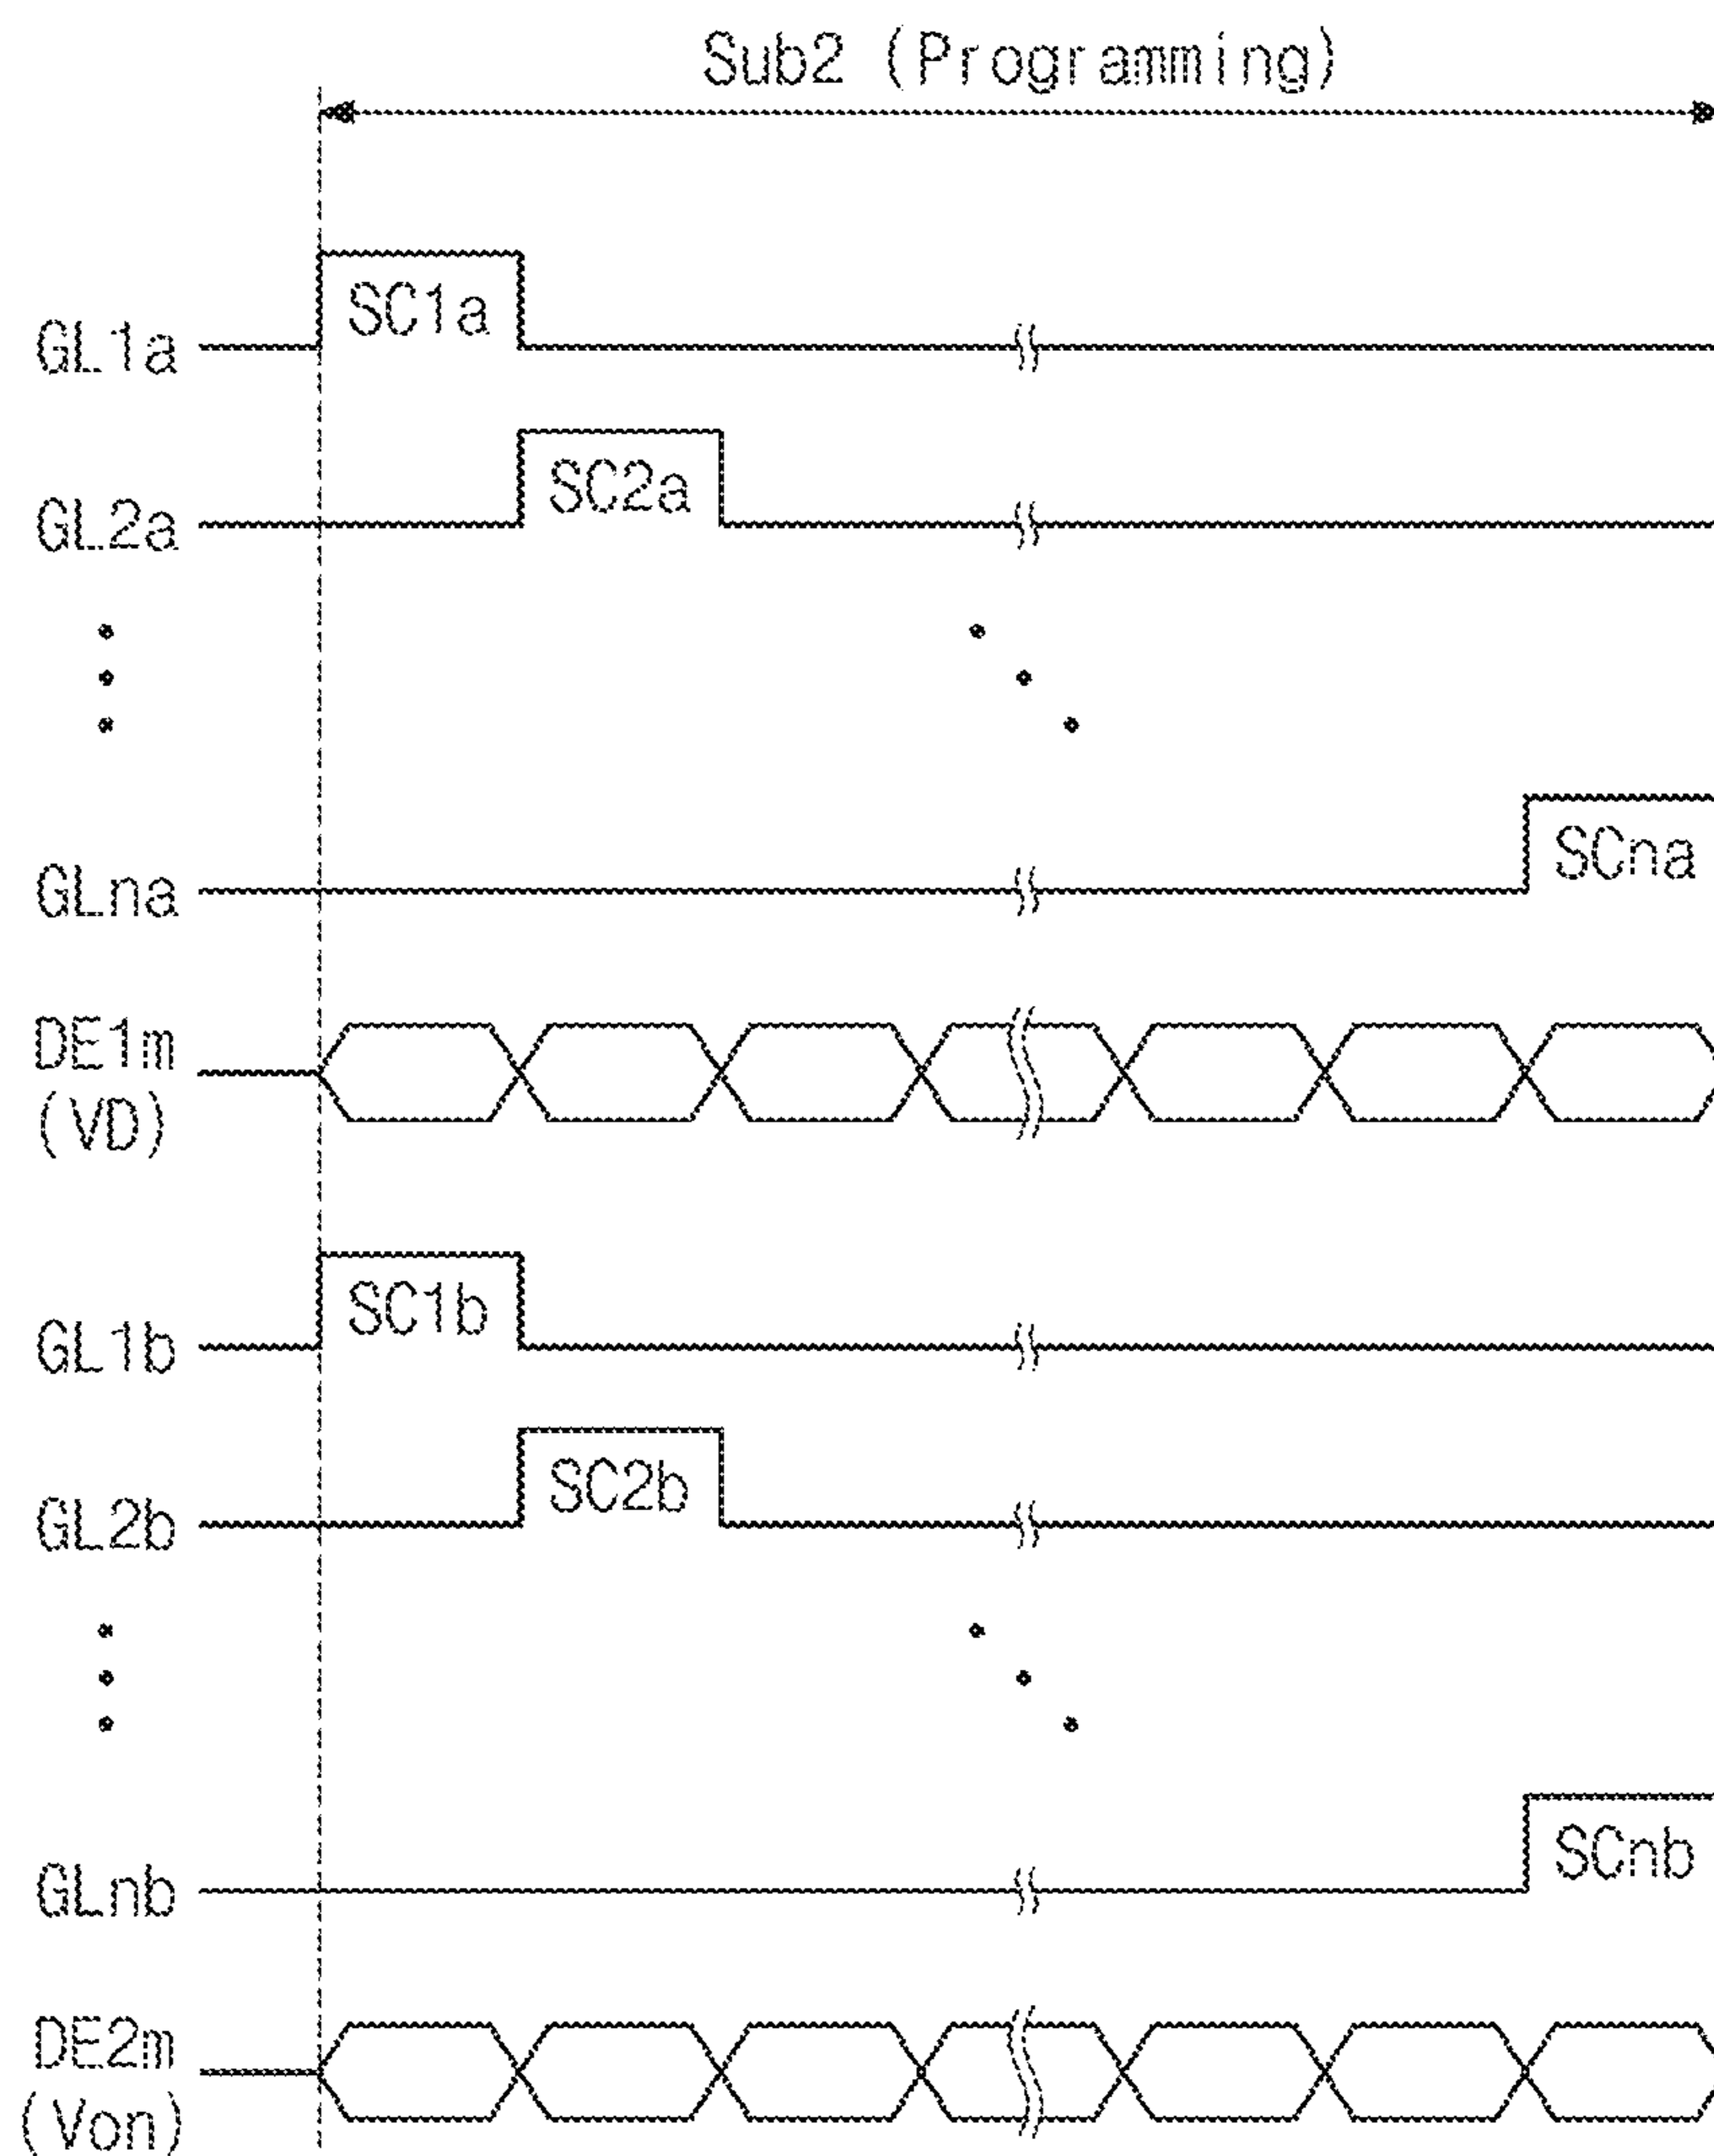 Sub2 (Programming)
SC1a
GL1a
SC2a
GL2a
SCna
GLna
DE1m
(VD)
SC1b
GL1b
SC2b
GL2b
SCnb
GLnb
DE2m
(Von)